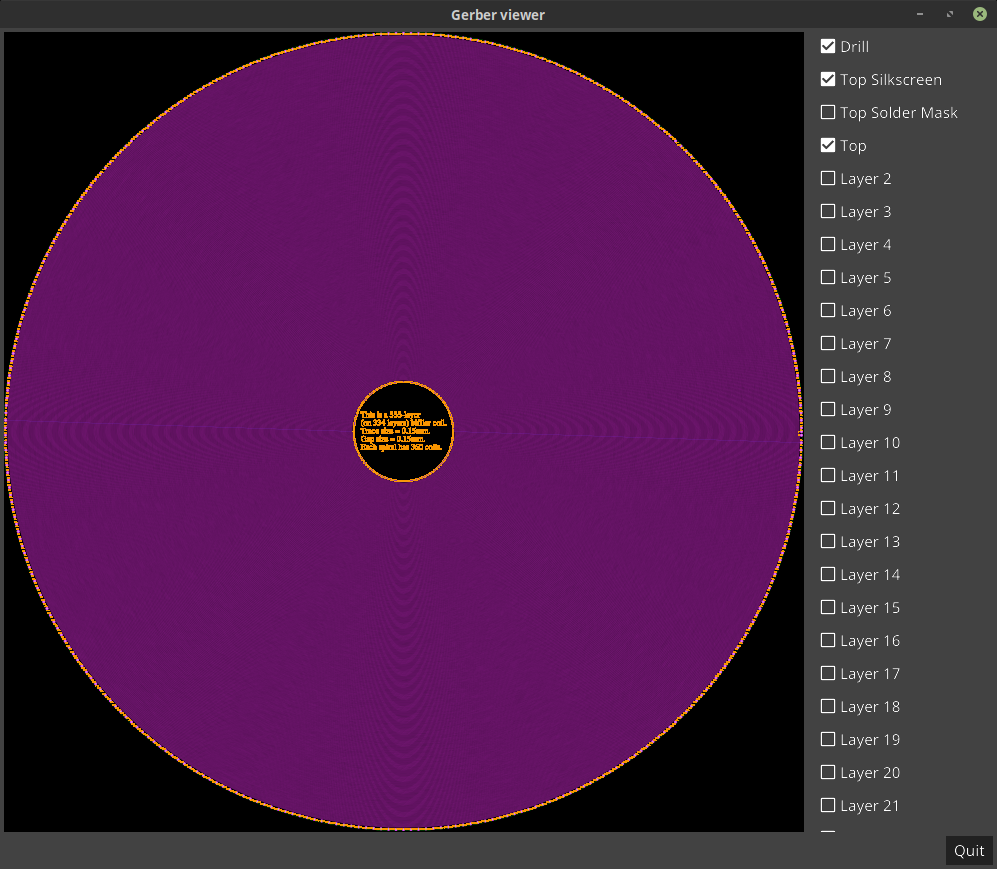 Gerber viewer
Drill
Top Silkscreen
Top Solder Mask
Top
Layer 2
Layer 3
Layer 4
Layer 5
Layer 6
Layer 7
Layer 8
Layer 9
Layer 10
Layer 11
Layer 12
Layer 13
Layer 14
Layer 15
Layer 16
Layer 17
Layer 18
Layer 19
Layer 20
Layer 21
This is a layer
(on 334 layers) bifilar coil.
Trace size = 0.15mm.
Gap size = 0.15mm.
Each spiral has 360 coils.
Quit